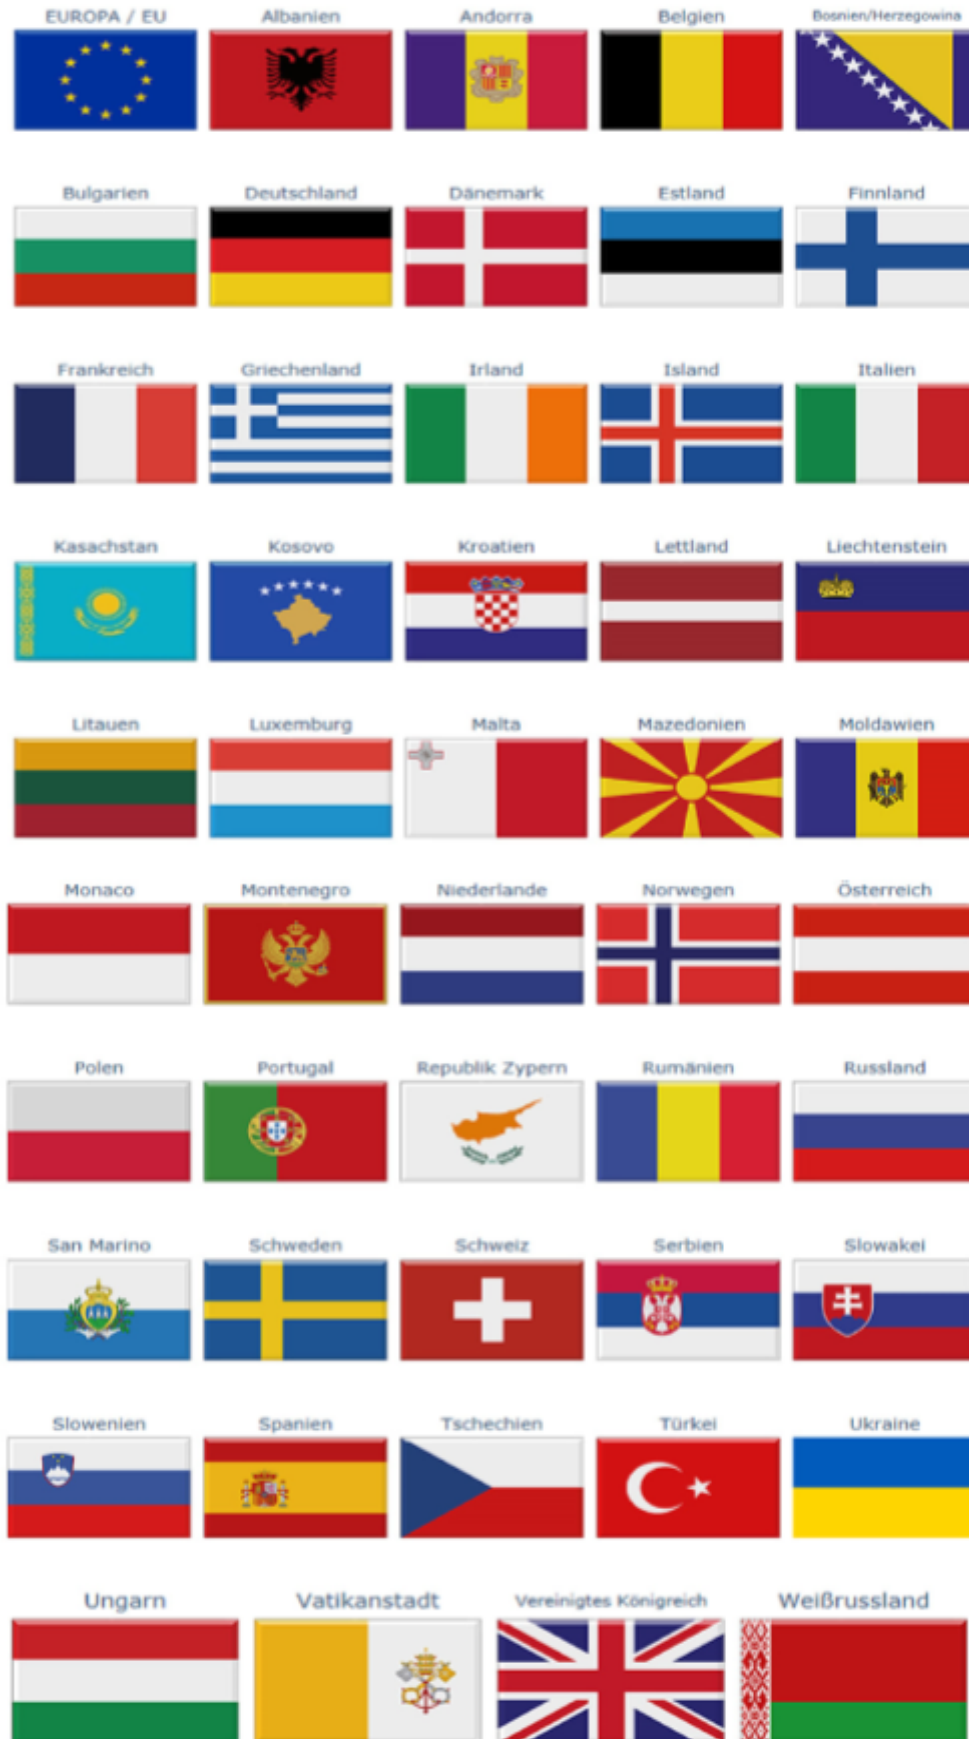 EUROPA / EU Albanien Andorra Belgien Bosnien/Herzegowina
Bulgarien Deutschland Dänemark Estland Finnland
Frankreich Griechenland Irland Island Italien
Kasachstan Kosovo Kroatien Lettland Liechtenstein
Litauen Luxemburg Malta Mazedonien Moldawien
Monaco Montenegro Niederlande Norwegen Österreich
Polen Portugal Republik Zypern Rumänien Russland
San Marino Schweden Schweiz Serbien Slowakei
Slowenien Spanien Tschechien Türkei Ukraine
Ungarn Vatikanstadt Vereinigtes Königreich Weißrussland